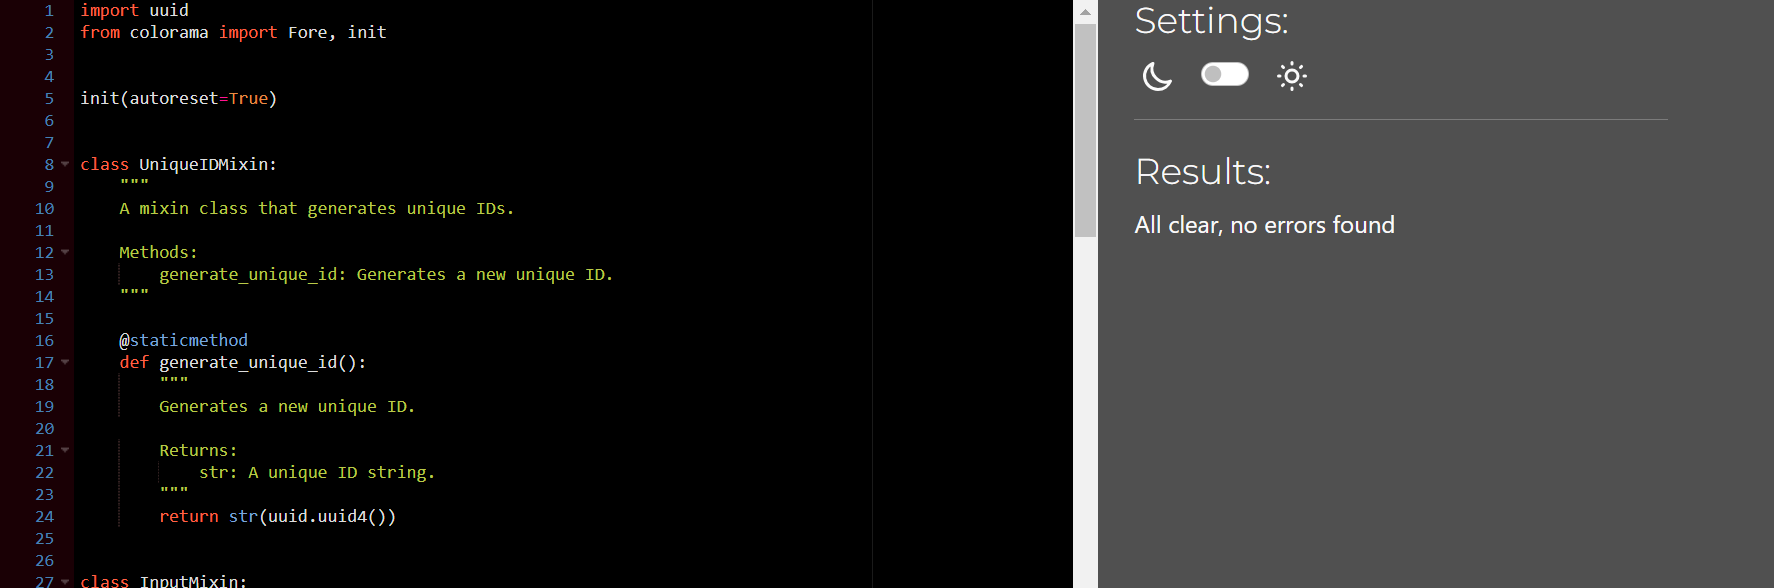 1 import uuid
2 from colorama import Fore, init
3
4
5 init(autoreset=True)
6
7
8 class UniqueIDMixin:
9     """
10     A mixin class that generates unique IDs.
11
12     Methods:
13         generate_unique_id: Generates a new unique ID.
14     """
15
16     @staticmethod
17     def generate_unique_id():
18         """
19         Generates a new unique ID.
20
21         Returns:
22             str: A unique ID string.
23         """
24         return str(uuid.uuid4())
25
26
27 class InputMixin:
Settings:
Results:
All clear, no errors found